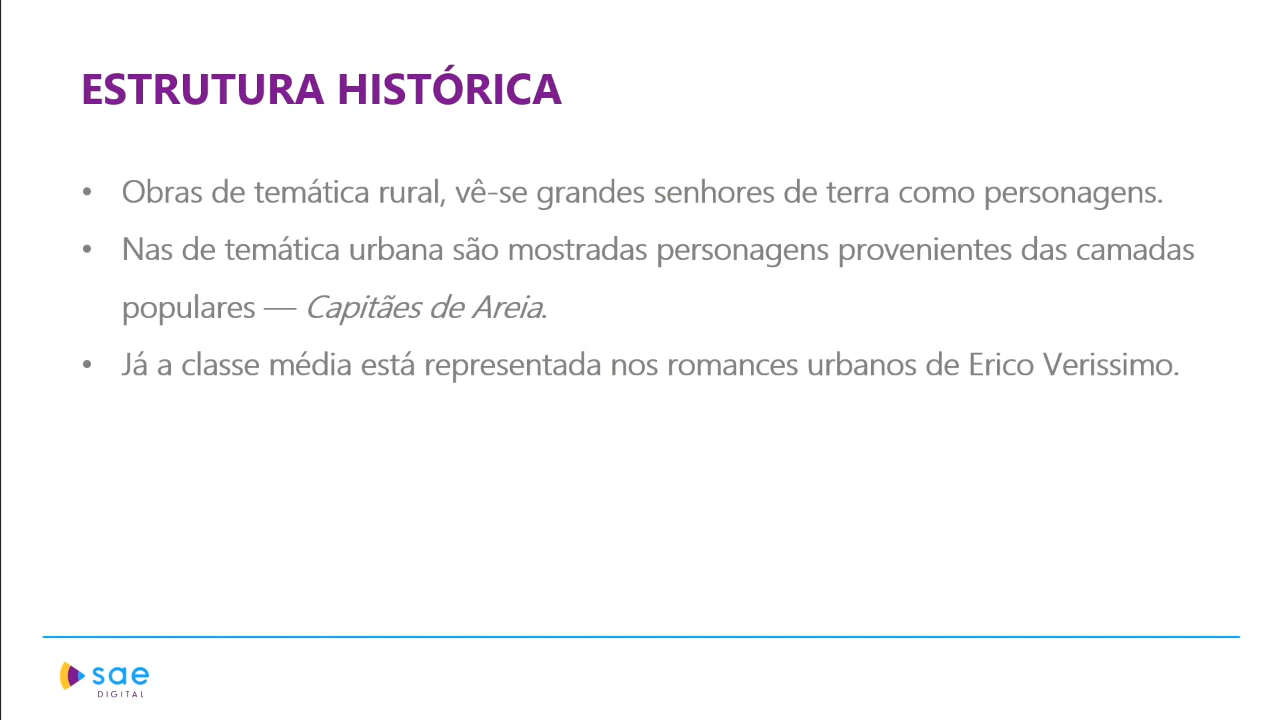 ESTRUTURA HISTÓRICA
• Obras de temática rural, vê-se grandes senhores de terra como personagens.
• Nas de temática urbana são mostradas personagens provenientes das camadas
populares — Capitães de Areia.
• Já a classe média está representada nos romances urbanos de Erico Verissimo.
sae
DIGITAL